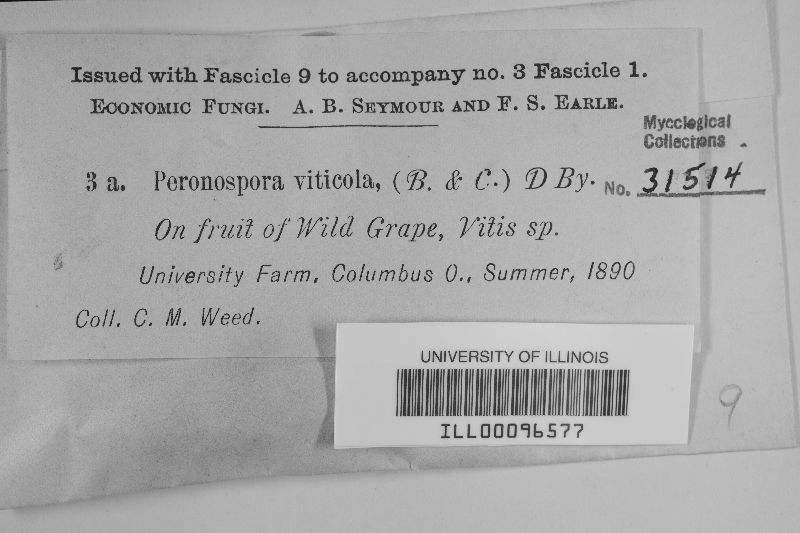 Issued with Fascicle 9 to accompany no. 3 Fascicle 1.
Economic Fungi. A. B. Seymour and F. S. Earle.
Mycological
Collections.
No. 31514
3 a. Peronospora viticola, (B. & C.) D By.
On fruit of Wild Grape, Vitis sp.
University Farm, Columbus O., Summer, 1890
Coll. C. M. Weed.
UNIVERSITY OF ILLINOIS
ILL00096577
9